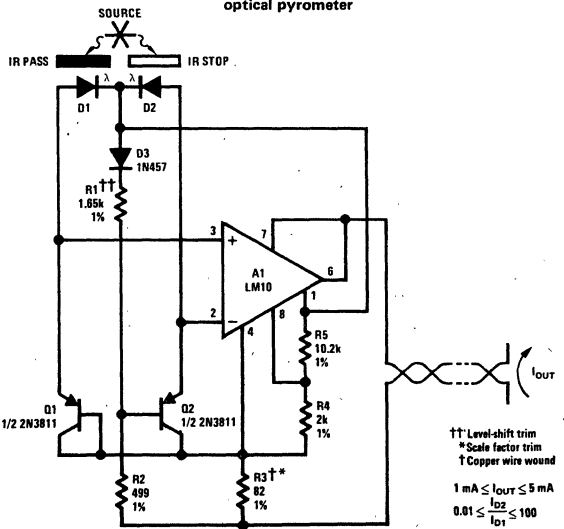 optical pyrometer
SOURCE
IR PASS
IR STOP
λ
λ
D1
D2
D3
1N457
R1††
1.65k
1%
3
+
7
A1
LM10
6
1
2
−
4
8
R5
10.2k
1%
R4
2k
1%
Q1
1/2 2N3811
Q2
1/2 2N3811
R2
499
1%
R3†*
82
1%
IOUT
††Level-shift trim
*Scale factor trim
†Copper wire wound
1 mA ≤ IOUT ≤ 5 mA
0.01 ≤ ID2/ID1 ≤ 100